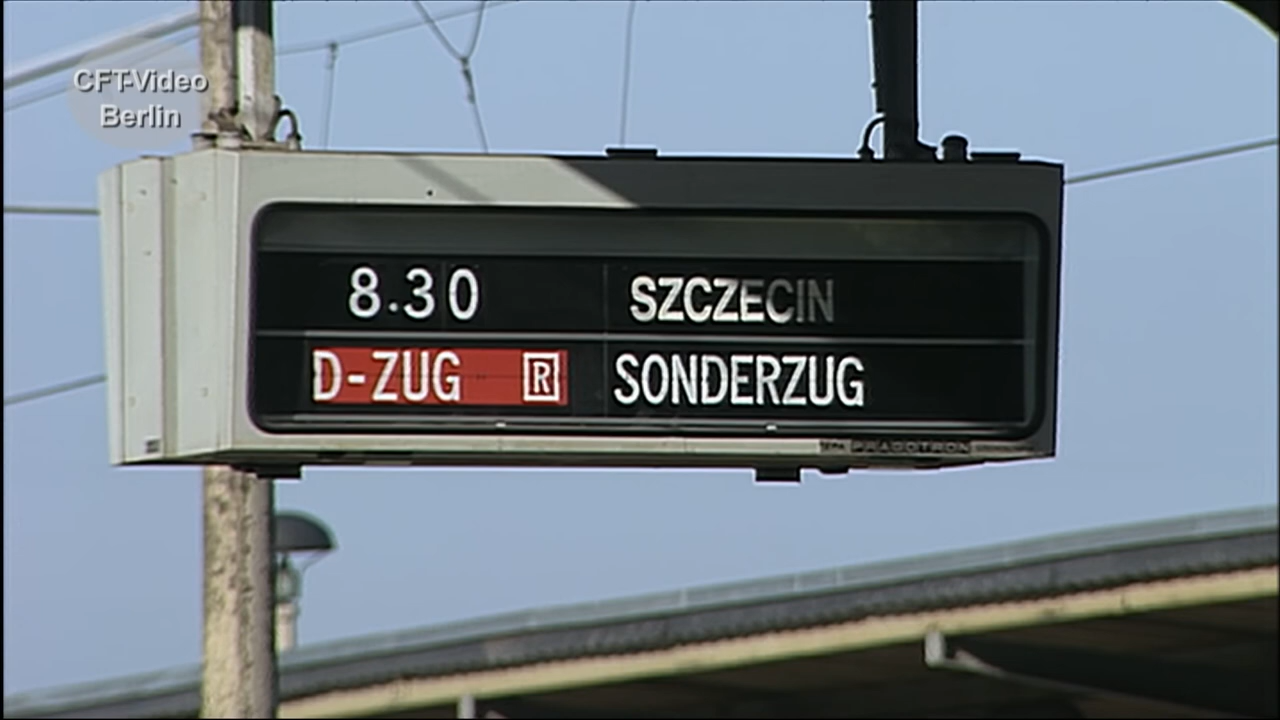 CFT-Video
Berlin
8.30 SZCZECIN
D-ZUG R SONDERZUG
PRAGOTRON